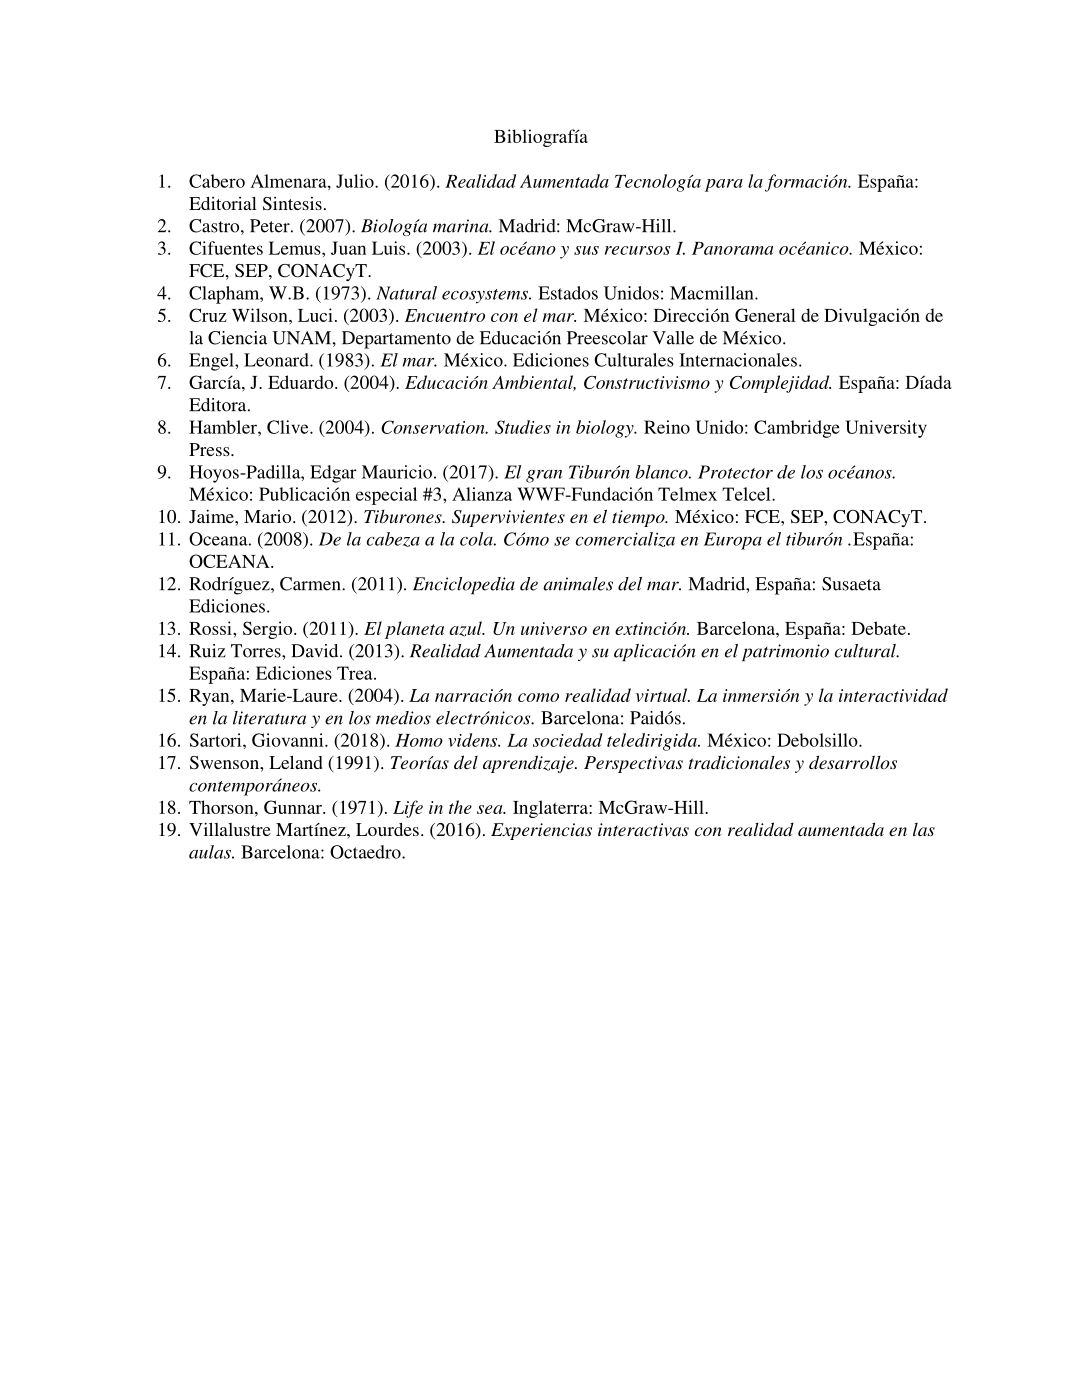 Bibliografía
1. Cabero Almenara, Julio. (2016). Realidad Aumentada Tecnología para la formación. España:
Editorial Sintesis.
2. Castro, Peter. (2007). Biología marina. Madrid: McGraw-Hill.
3. Cifuentes Lemus, Juan Luis. (2003). El océano y sus recursos I. Panorama océanico. México:
FCE, SEP, CONACyT.
4. Clapham, W.B. (1973). Natural ecosystems. Estados Unidos: Macmillan.
5. Cruz Wilson, Luci. (2003). Encuentro con el mar. México: Dirección General de Divulgación de
la Ciencia UNAM, Departamento de Educación Preescolar Valle de México.
6. Engel, Leonard. (1983). El mar. México. Ediciones Culturales Internacionales.
7. García, J. Eduardo. (2004). Educación Ambiental, Constructivismo y Complejidad. España: Díada
Editora.
8. Hambler, Clive. (2004). Conservation. Studies in biology. Reino Unido: Cambridge University
Press.
9. Hoyos-Padilla, Edgar Mauricio. (2017). El gran Tiburón blanco. Protector de los océanos.
México: Publicación especial #3, Alianza WWF-Fundación Telmex Telcel.
10. Jaime, Mario. (2012). Tiburones. Supervivientes en el tiempo. México: FCE, SEP, CONACyT.
11. Oceana. (2008). De la cabeza a la cola. Cómo se comercializa en Europa el tiburón .España:
OCEANA.
12. Rodríguez, Carmen. (2011). Enciclopedia de animales del mar. Madrid, España: Susaeta
Ediciones.
13. Rossi, Sergio. (2011). El planeta azul. Un universo en extinción. Barcelona, España: Debate.
14. Ruiz Torres, David. (2013). Realidad Aumentada y su aplicación en el patrimonio cultural.
España: Ediciones Trea.
15. Ryan, Marie-Laure. (2004). La narración como realidad virtual. La inmersión y la interactividad
en la literatura y en los medios electrónicos. Barcelona: Paidós.
16. Sartori, Giovanni. (2018). Homo videns. La sociedad teledirigida. México: Debolsillo.
17. Swenson, Leland (1991). Teorías del aprendizaje. Perspectivas tradicionales y desarrollos
contemporáneos.
18. Thorson, Gunnar. (1971). Life in the sea. Inglaterra: McGraw-Hill.
19. Villalustre Martínez, Lourdes. (2016). Experiencias interactivas con realidad aumentada en las
aulas. Barcelona: Octaedro.